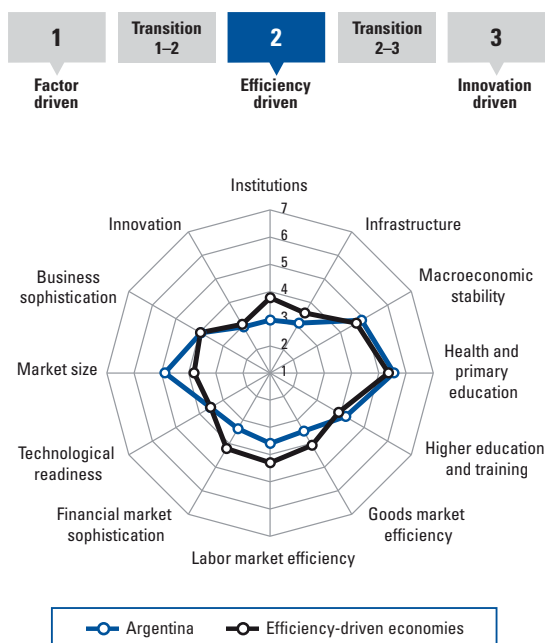 1
Transition
1–2
2
Transition
2–3
3
Factor
driven
Efficiency
driven
Innovation
driven
Institutions
7
6
5
4
3
2
1
Infrastructure
Macroeconomic
stability
Health and
primary
education
Higher education
and training
Goods market
efficiency
Labor market efficiency
Financial market
sophistication
Technological
readiness
Market size
Business
sophistication
Innovation
Argentina
Efficiency-driven economies